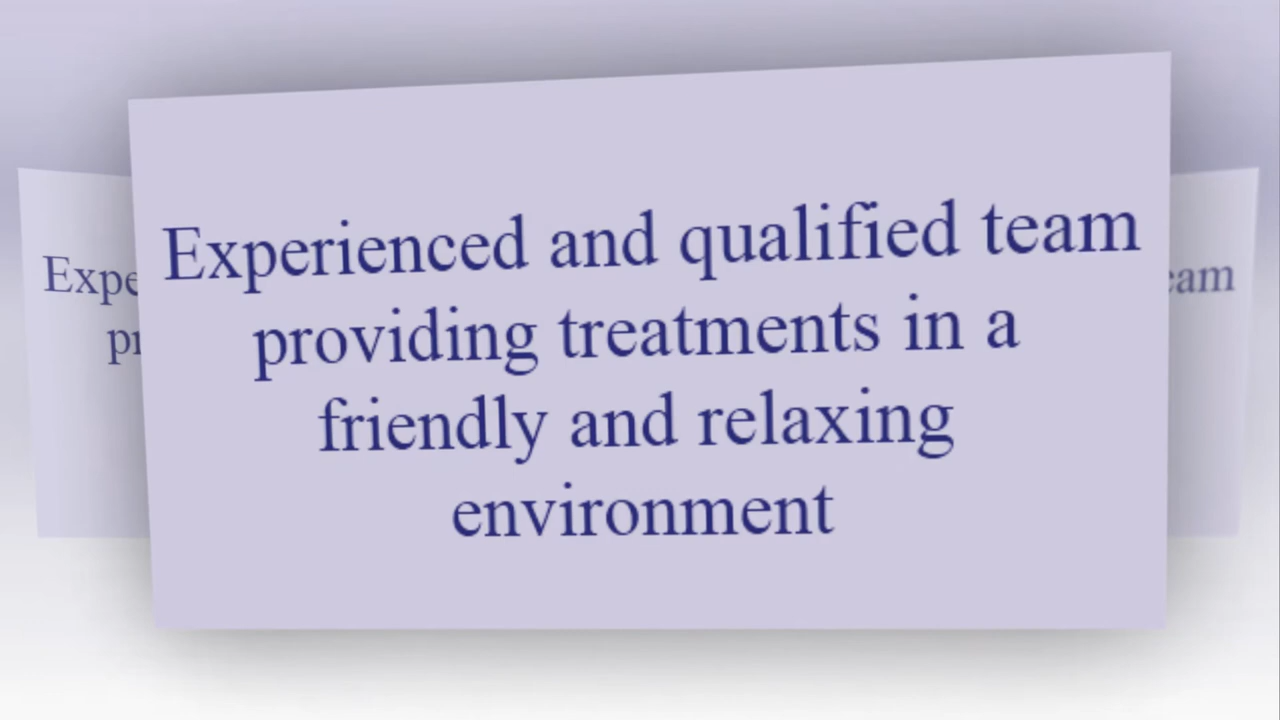 Experienced and qualified team
providing treatments in a
friendly and relaxing
environment